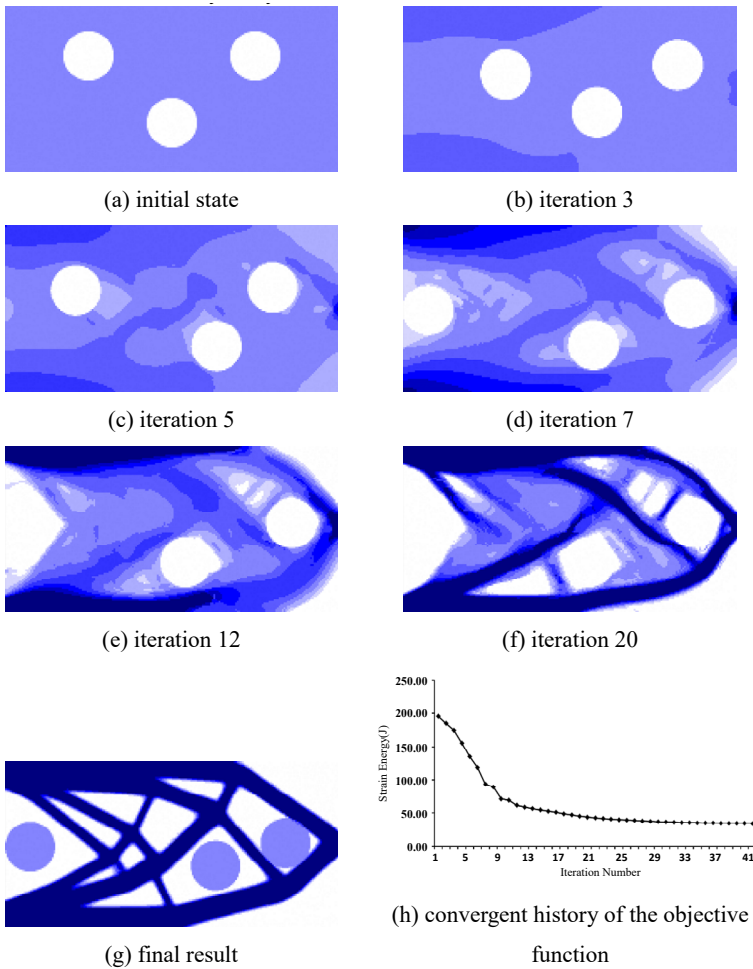 (a) initial state
(b) iteration 3
(c) iteration 5
(d) iteration 7
(e) iteration 12
(f) iteration 20
250.00
200.00
150.00
100.00
50.00
0.00
Strain Energy(J)
1 5 9 13 17 21 25 29 33 37 41
Iteration Number
(g) final result
(h) convergent history of the objective
function